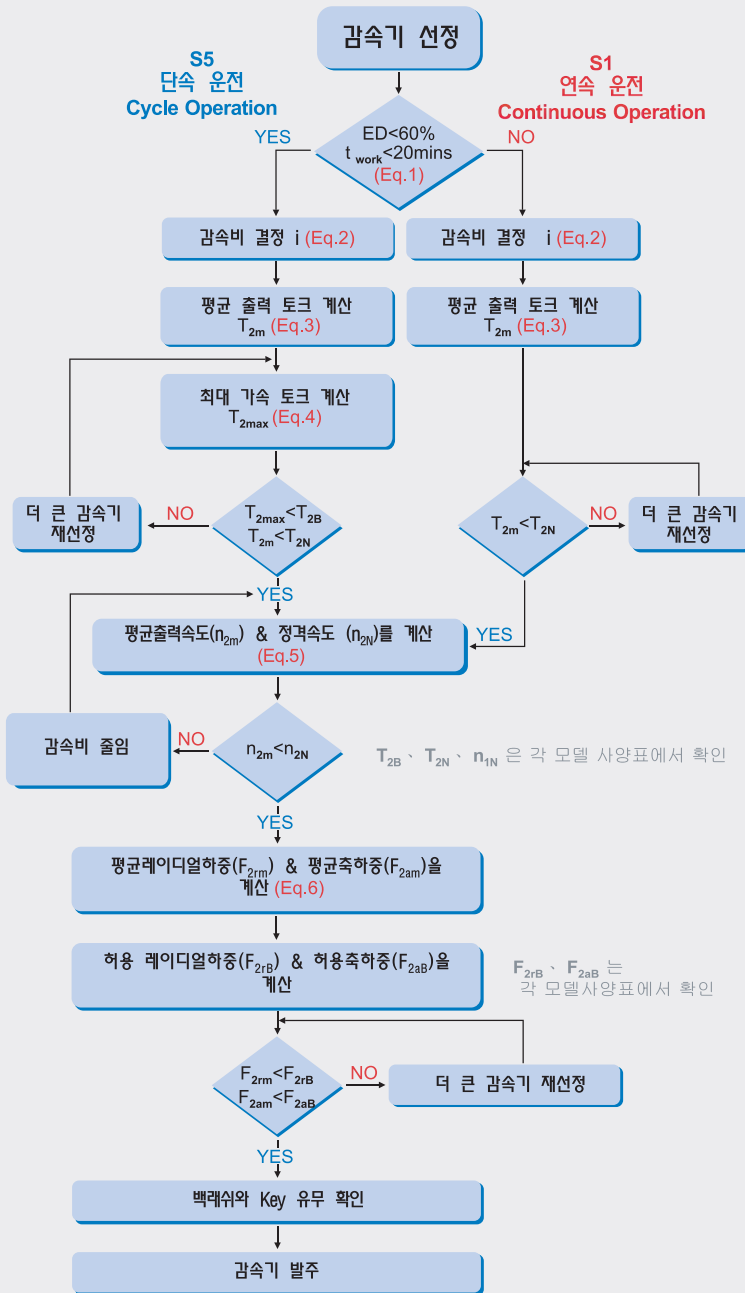 감속기 선정
S5
단속 운전
Cycle Operation
S1
연속 운전
Continuous Operation
ED<60%
t work<20mins
(Eq.1)
YES
NO
감속비 결정 i (Eq.2)
감속비 결정 i (Eq.2)
평균 출력 토크 계산
T2m (Eq.3)
평균 출력 토크 계산
T2m (Eq.3)
최대 가속 토크 계산
T2max (Eq.4)
더 큰 감속기
재선정
NO
T2max<T2B
T2m<T2N
T2m<T2N
NO
더 큰 감속기
재선정
YES
평균출력속도(n2m) & 정격속도 (n2N)를 계산
(Eq.5)
YES
감속비 줄임
NO
n2m<n2N
T2B 、 T2N 、 n1N 은 각 모델 사양표에서 확인
YES
평균레이디얼하중(F2rm) & 평균축하중(F2am)을
계산 (Eq.6)
허용 레이디얼하중(F2rB) & 허용축하중(F2aB)을
계산
F2rB 、 F2aB 는
각 모델사양표에서 확인
F2rm<F2rB
F2am<F2aB
NO
더 큰 감속기 재선정
YES
백래쉬와 Key 유무 확인
감속기 발주